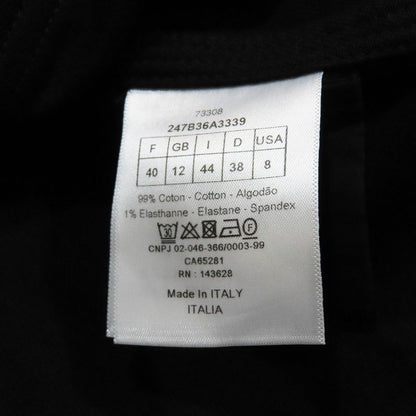 73308
247B36A3339
F GB I D USA
40 12 44 38 8
99% Coton - Cotton - Algodão
1% Elasthanne - Elastane - Spandex
30 P
CNPJ 02-046-366/0003-99
CA65281
RN : 143628
Made In ITALY
ITALIA